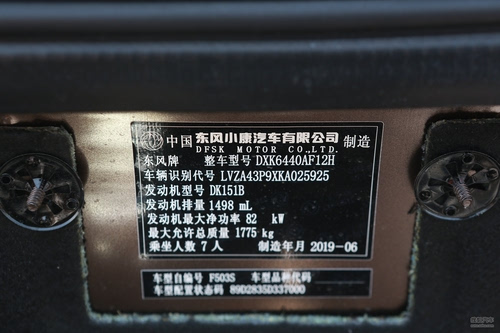 中国 东风小康汽车有限公司 制造
DFSK MOTOR CO.,LTD.
东风牌 整车型号 DXK6440AF12H
车辆识别代号 LVZA43P9XKA025925
发动机型号 DK151B
发动机排量 1498 mL
发动机最大净功率 82 kW
最大允许总质量 1775 kg
乘坐人数 7 人 制造年月 2019-06
车型自编号 F503S 车型品种代码
车型配置状态码 89D2835D337000